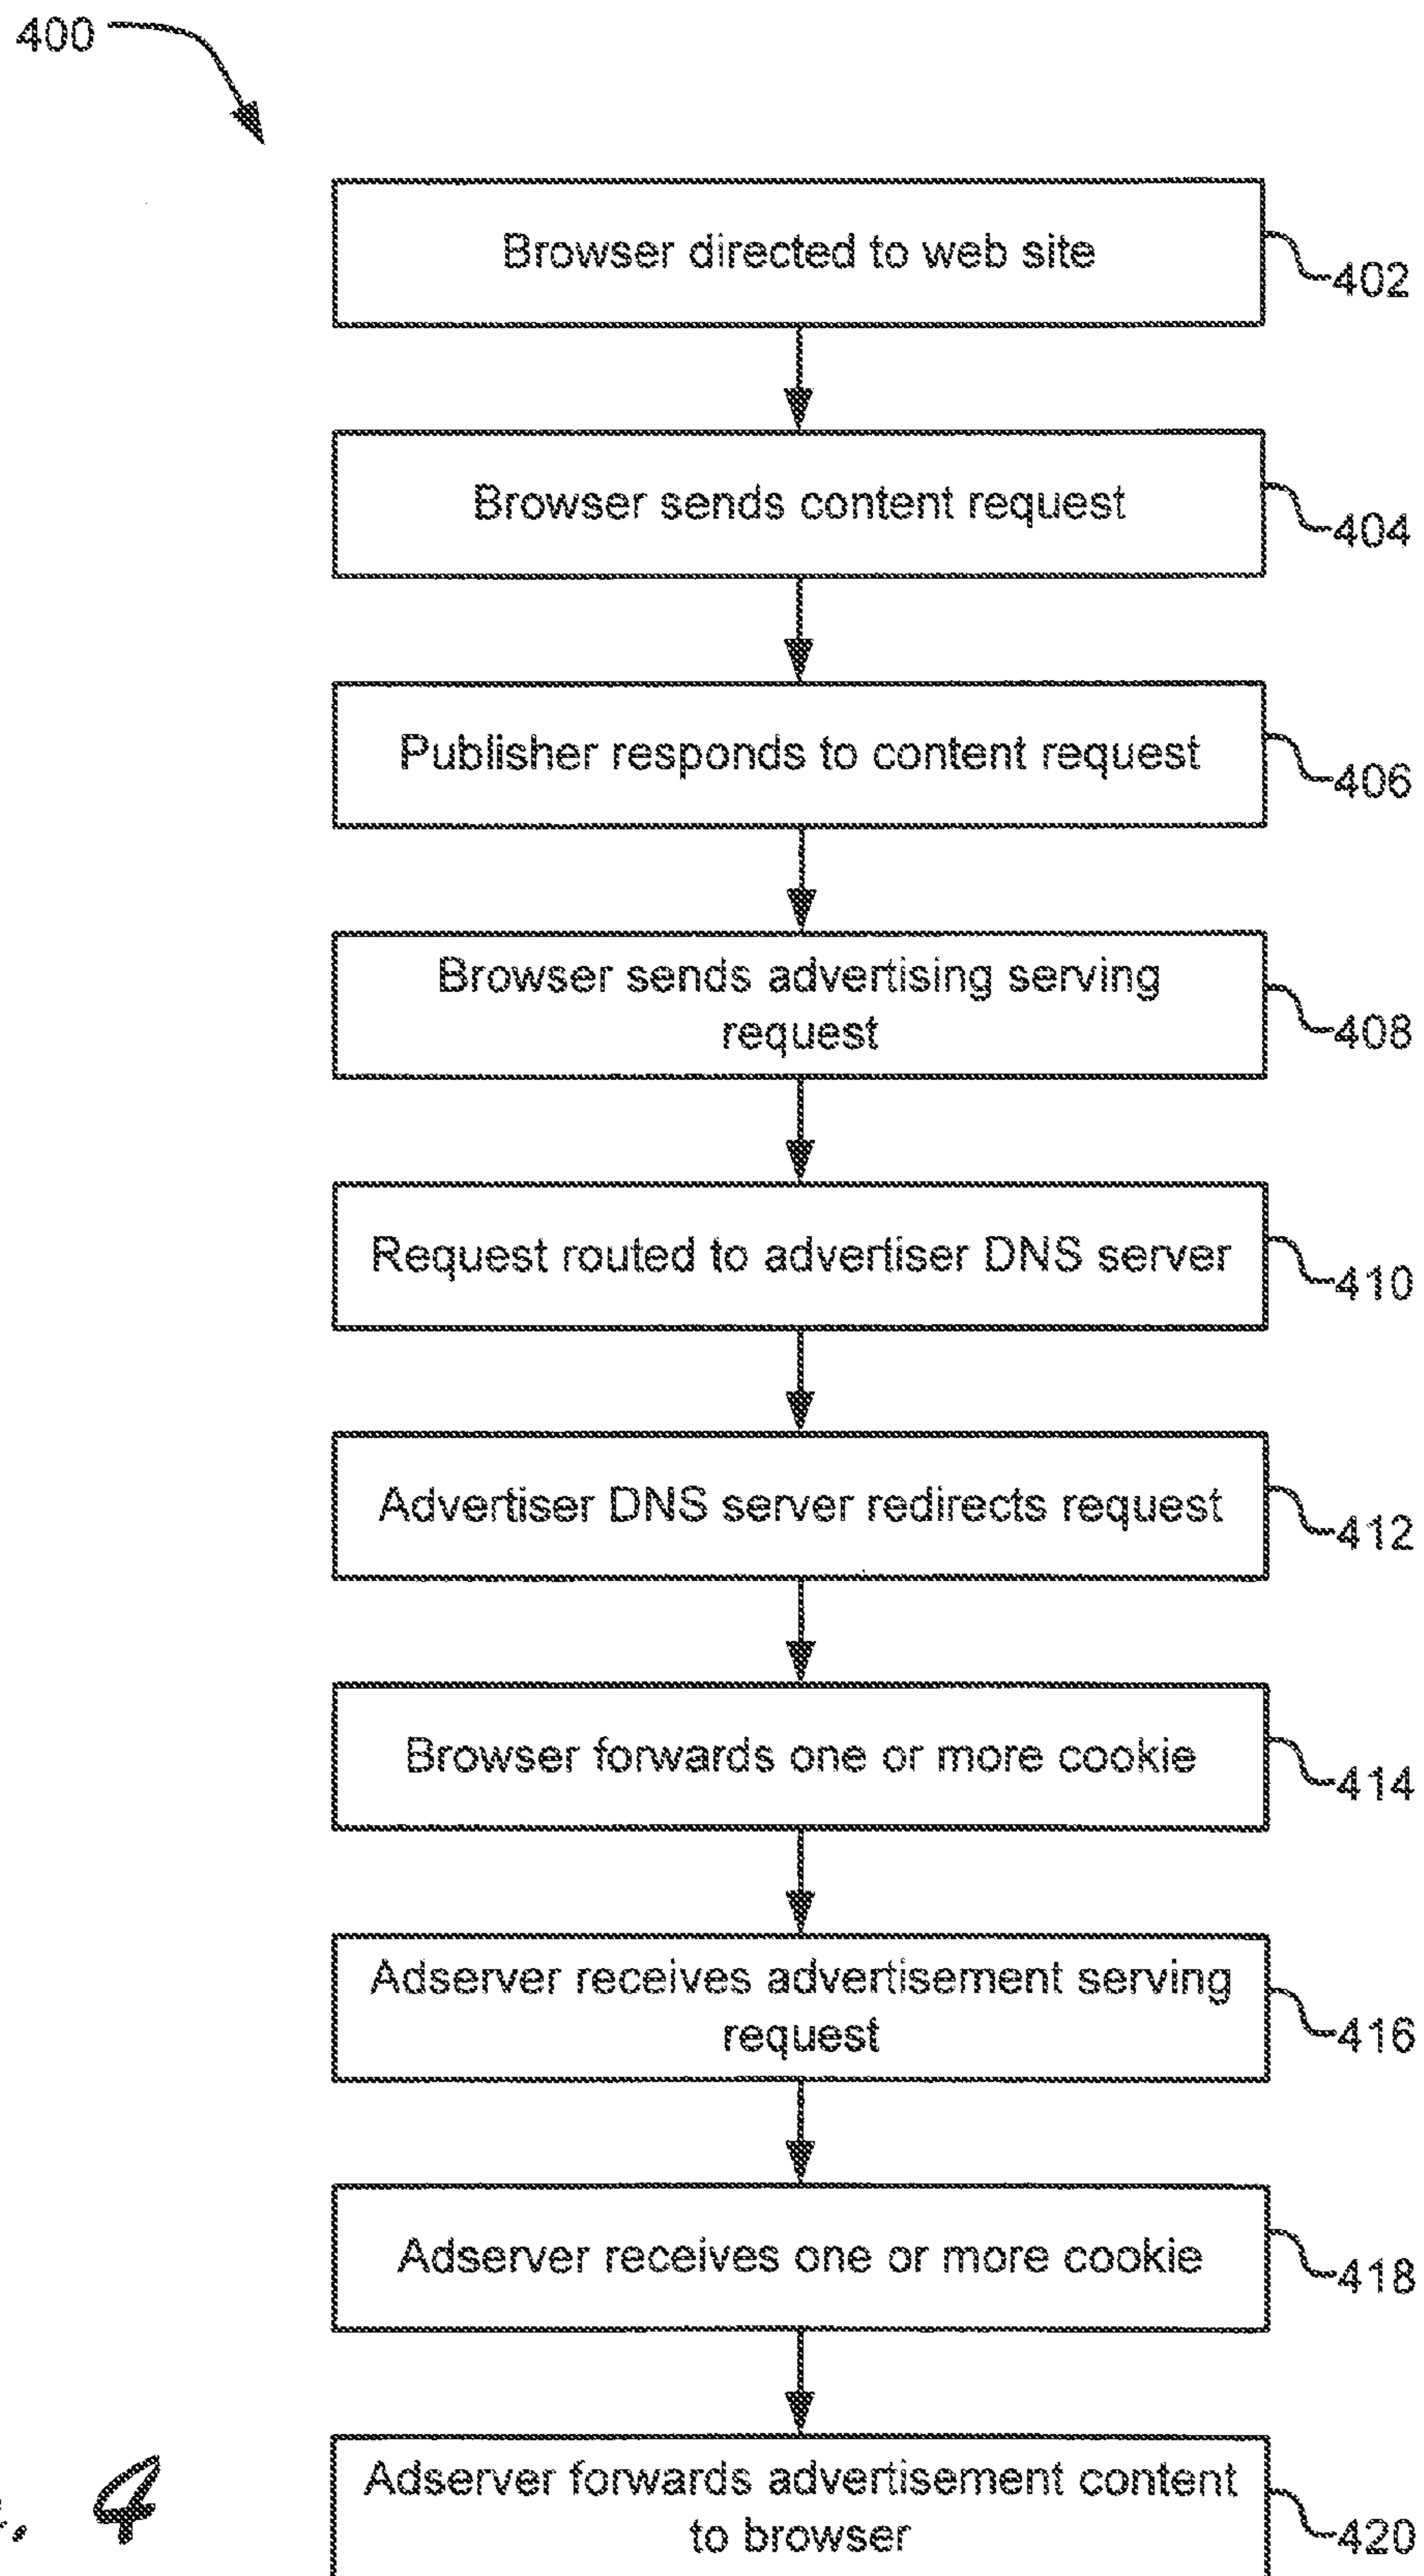 400
Browser directed to web site
402
Browser sends content request
404
Publisher responds to content request
406
Browser sends advertising serving
request
408
Request routed to advertiser DNS server
410
Advertiser DNS server redirects request
412
Browser forwards one or more cookie
414
Adserver receives advertisement serving
request
416
Adserver receives one or more cookie
418
Adserver forwards advertisement content
to browser
420
4